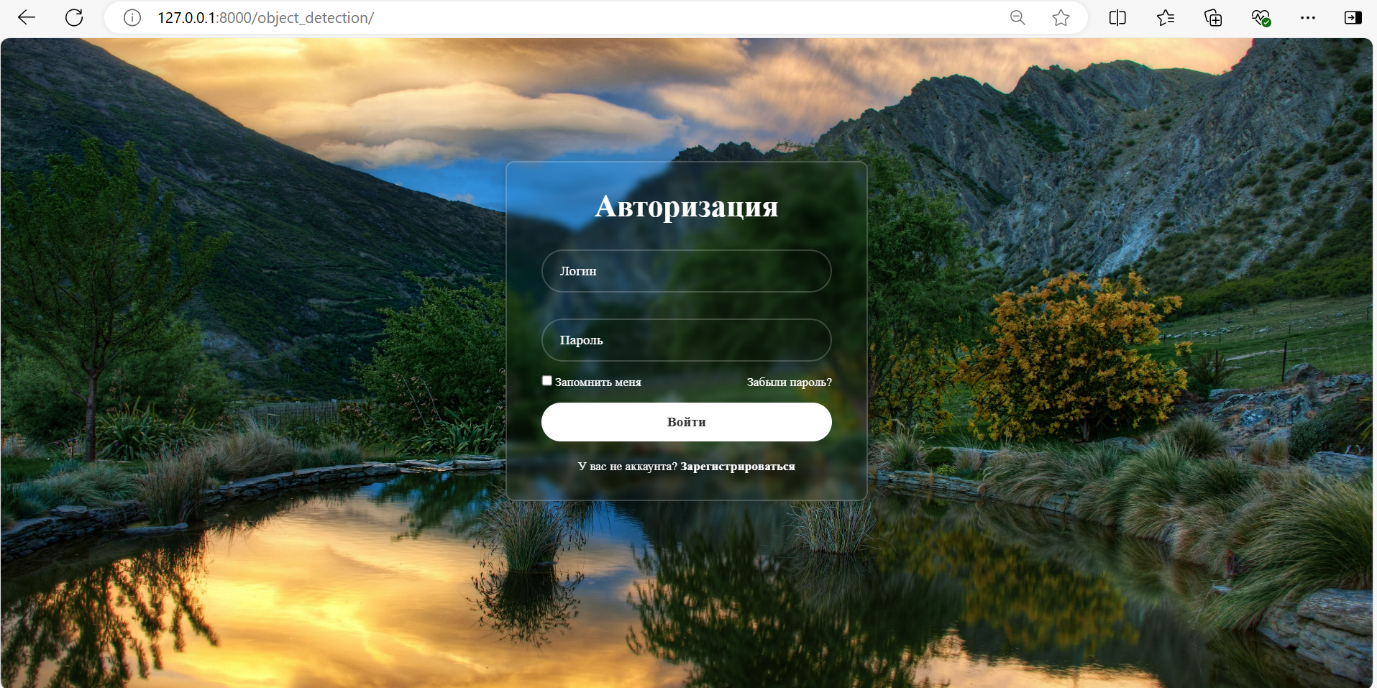 127.0.0.1:8000/object_detection/
Авторизация
Логин
Пароль
Запомнить меня Забыли пароль?
Войти
У вас не аккаунта? Зарегистрироваться